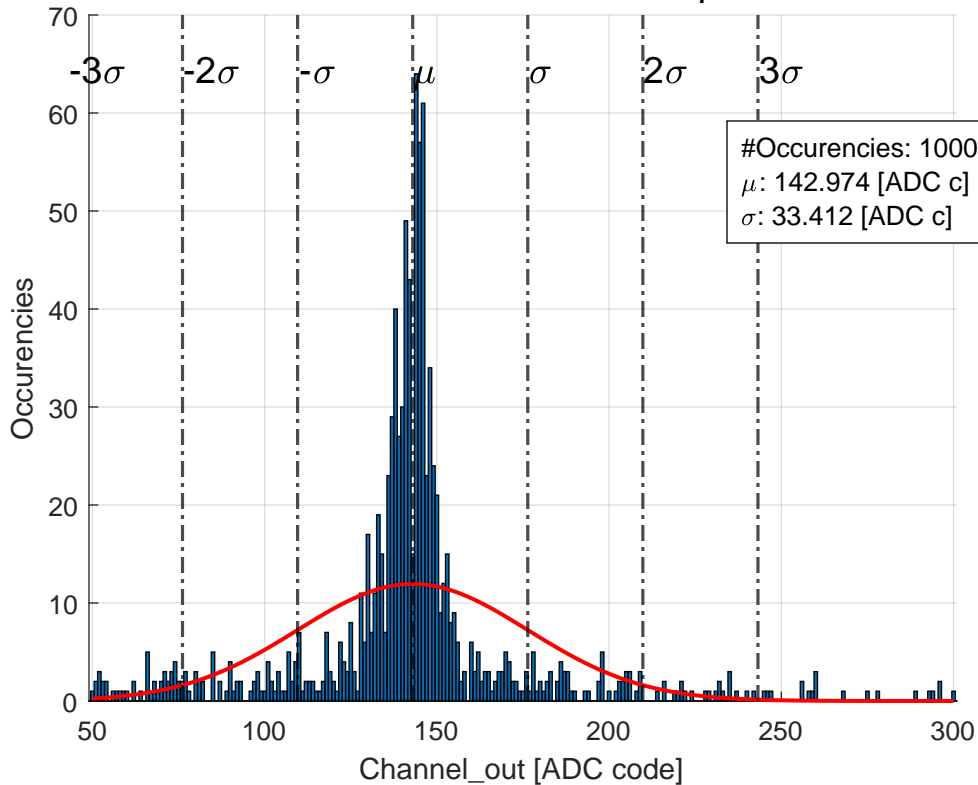 70
60
50
40
30
20
10
0
-3σ -2σ -σ μ σ 2σ 3σ
#Occurencies: 1000
μ: 142.974 [ADC c]
σ: 33.412 [ADC c]
Occurencies
50 100 150 200 250 300
Channel_out [ADC code]